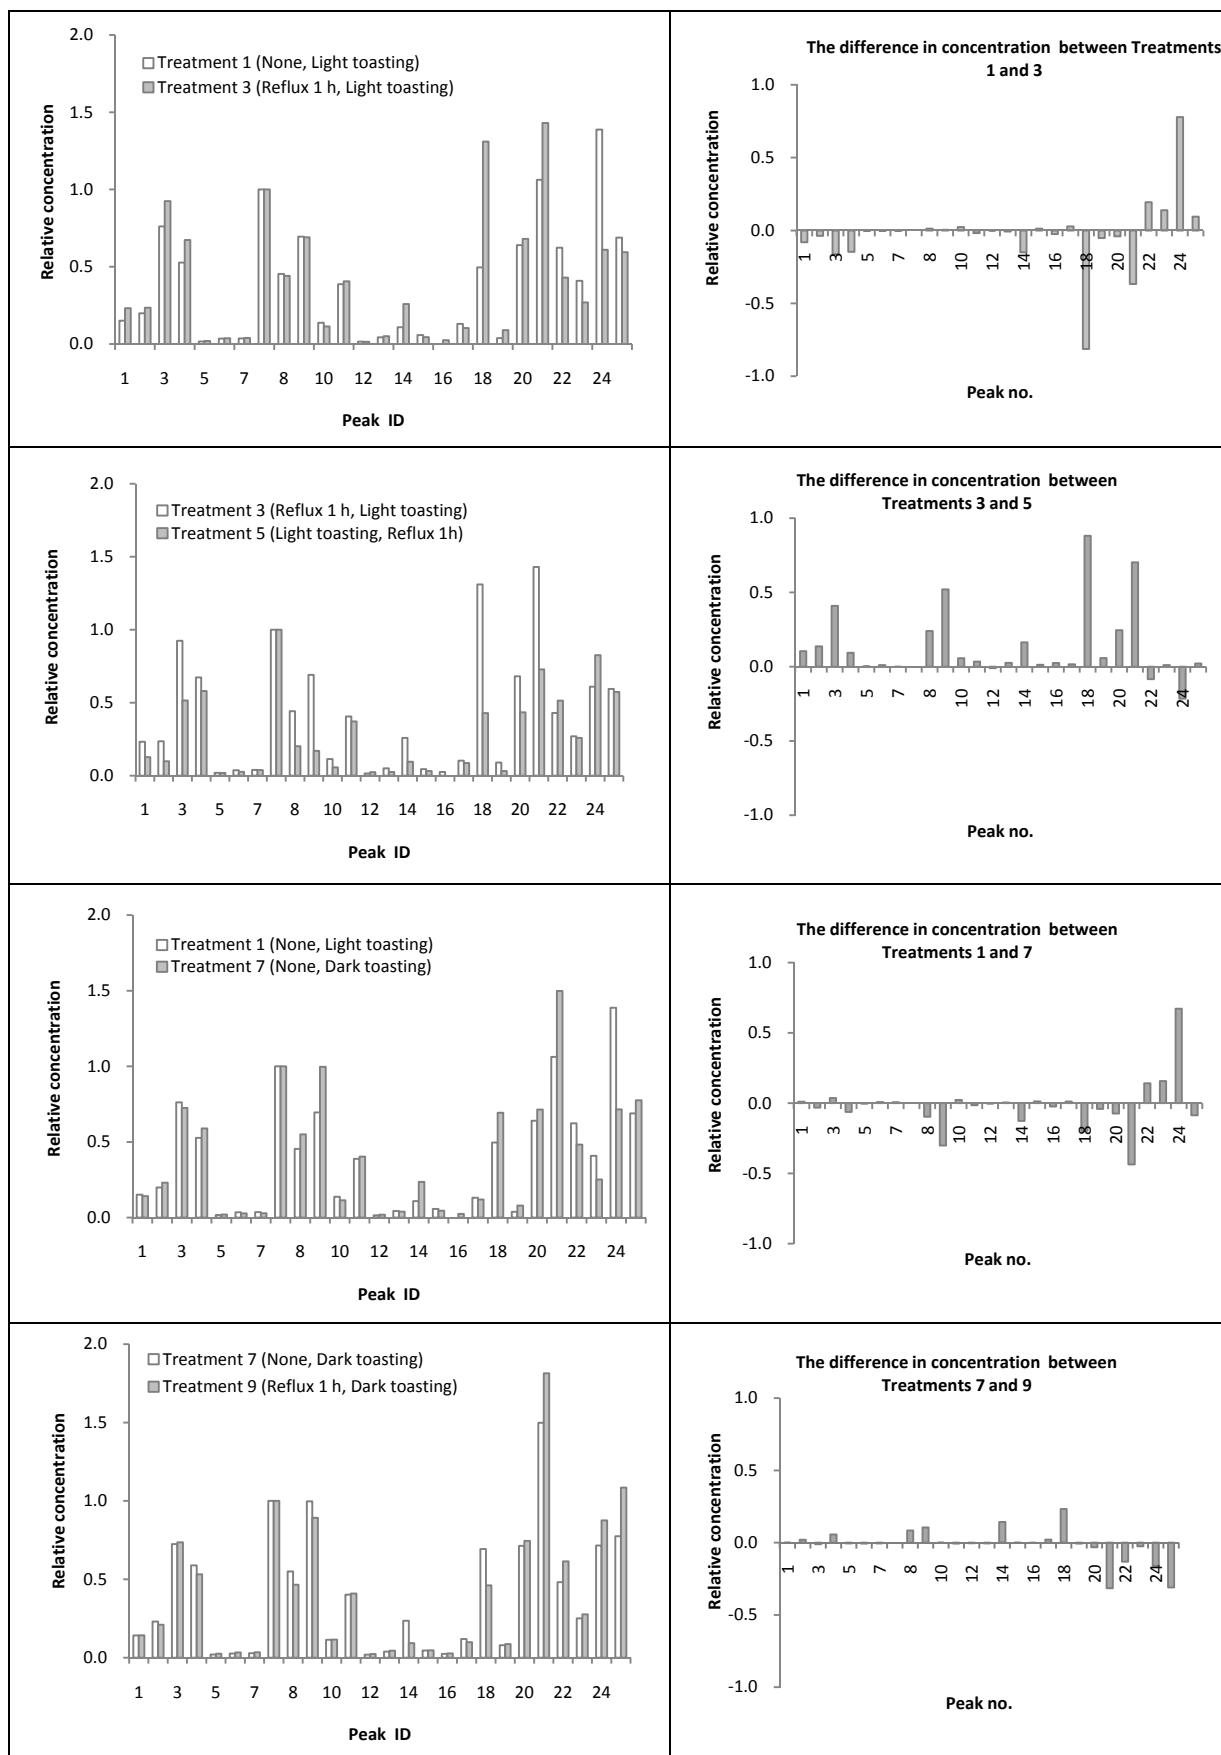 2.0
1.5
1.0
0.5
0.0
Relative concentration
Treatment 1 (None, Light toasting)
Treatment 3 (Reflux 1 h, Light toasting)
1 3 5 7 8 10 12 14 16 18 20 22 24
Peak ID
The difference in concentration between Treatments
1 and 3
1.0
0.5
0.0
-0.5
-1.0
Relative concentration
1 3 5 7 8 10 12 14 16 18 20 22 24
Peak no.
2.0
1.5
1.0
0.5
0.0
Relative concentration
Treatment 3 (Reflux 1 h, Light toasting)
Treatment 5 (Light toasting, Reflux 1h)
1 3 5 7 8 10 12 14 16 18 20 22 24
Peak ID
The difference in concentration between
Treatments 3 and 5
1.0
0.5
0.0
-0.5
-1.0
Relative concentration
1 3 5 7 8 10 12 14 16 18 20 22 24
Peak no.
2.0
1.5
1.0
0.5
0.0
Relative concentration
Treatment 1 (None, Light toasting)
Treatment 7 (None, Dark toasting)
1 3 5 7 8 10 12 14 16 18 20 22 24
Peak ID
The difference in concentration between
Treatments 1 and 7
1.0
0.5
0.0
-0.5
-1.0
Relative concentration
1 3 5 7 8 10 12 14 16 18 20 22 24
Peak no.
2.0
1.5
1.0
0.5
0.0
Relative concentration
Treatment 7 (None, Dark toasting)
Treatment 9 (Reflux 1 h, Dark toasting)
1 3 5 7 8 10 12 14 16 18 20 22 24
Peak ID
The difference in concentration between
Treatments 7 and 9
1.0
0.5
0.0
-0.5
-1.0
Relative concentration
1 3 5 7 8 10 12 14 16 18 20 22 24
Peak no.